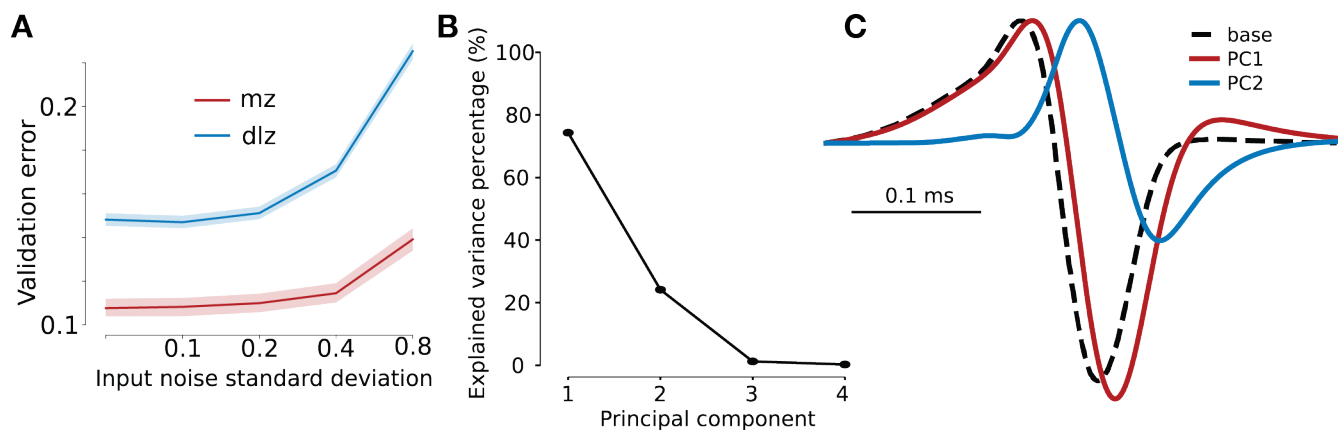 A
Validation error
0.2
0.1
mz
dlz
0.1 0.2 0.4 0.8
Input noise standard deviation
B
Explained variance percentage (%)
100
80
60
40
20
0
1 2 3 4
Principal component
C
base
PC1
PC2
0.1 ms